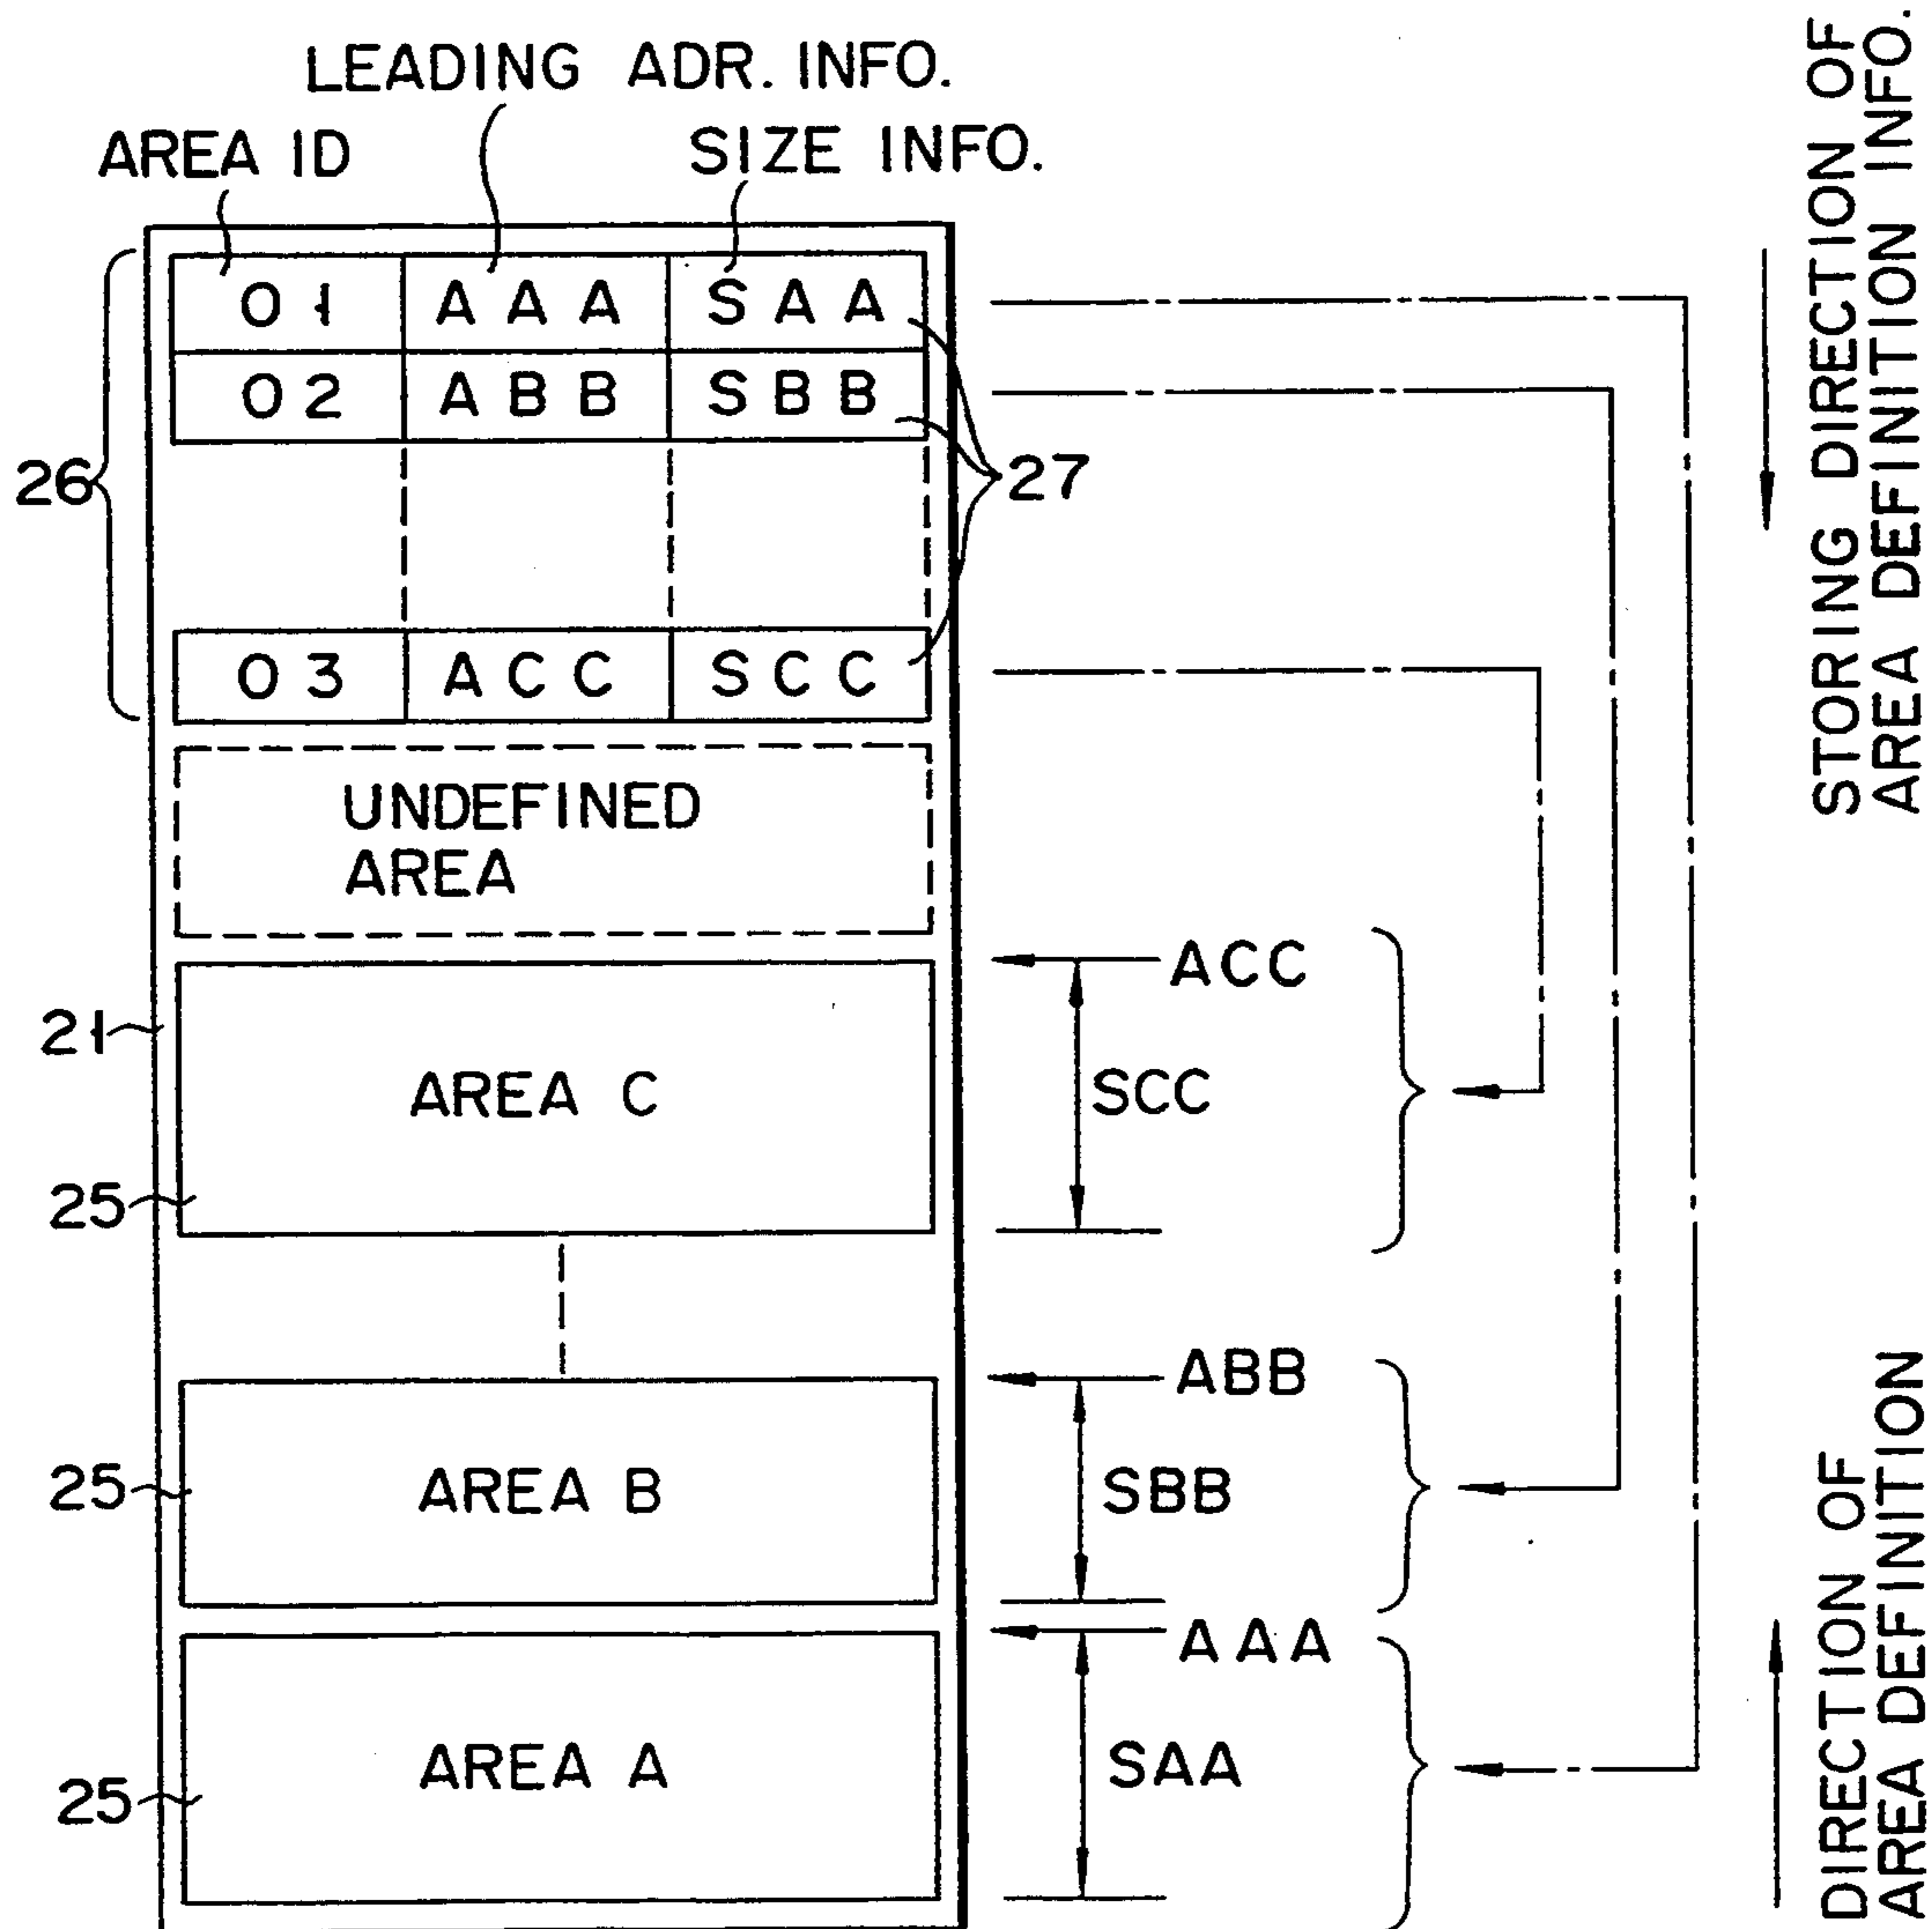 LEADING ADR. INFO.
AREA ID
SIZE INFO.
01 AAA SAA
02 ABB SBB
26
27
03 ACC SCC
UNDEFINED
AREA
STORING DIRECTION OF
AREA DEFINITION INFO.
ACC
21
AREA C
SCC
25
ABB
25
AREA B
SBB
AAA
AREA A
SAA
25
DIRECTION OF
AREA DEFINITION